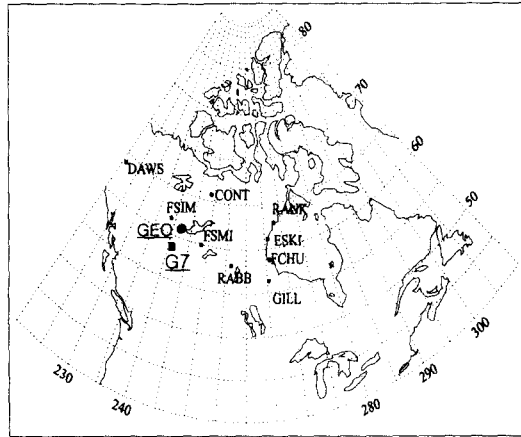 80
70
60
50
DAWS
CONT
FSIM
RANK
GEO
FSMI
ESKI
FCHU
G7
RABB
GILL
300
290
280
230
240